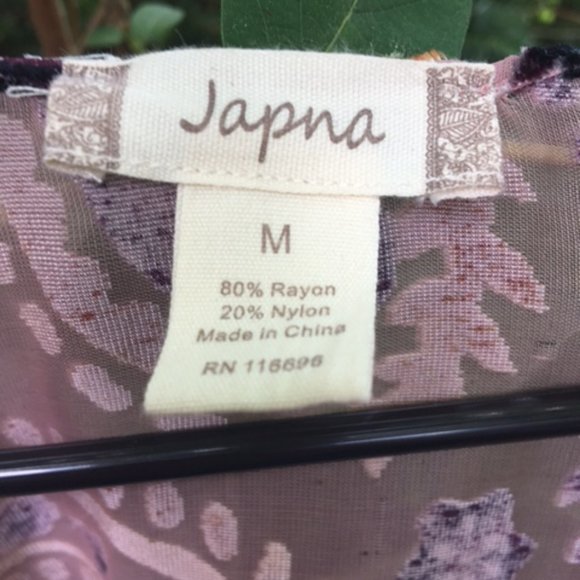 Japna
M
80% Rayon
20% Nylon
Made in China
RN 116696